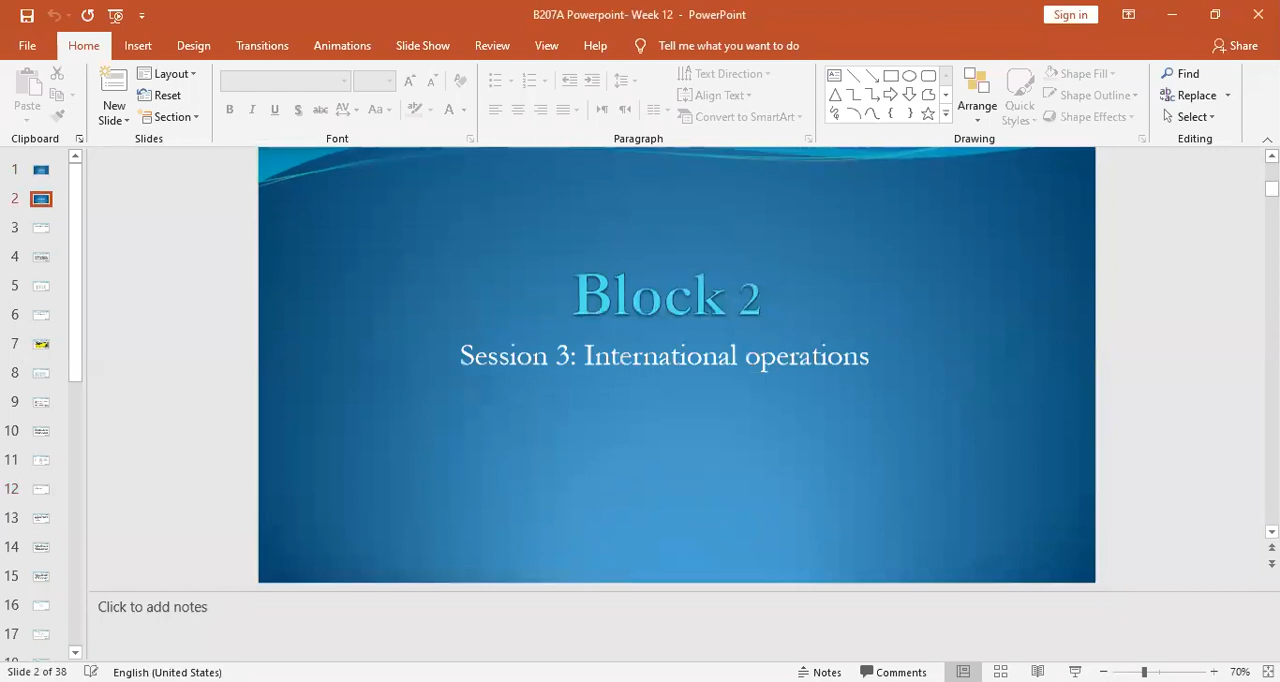 B207A Powerpoint- Week 12 - PowerPoint
Sign in
File Home Insert Design Transitions Animations Slide Show Review View Help Tell me what you want to do Share
Paste
New Slide
Layout
Reset
Section
B I U S abc AV Aa A
Text Direction
Align Text
Convert to SmartArt
Arrange
Quick Styles
Shape Fill
Shape Outline
Shape Effects
Find
Replace
Select
Clipboard Slides Font Paragraph Drawing Editing
1
2
3
4
5
6
7
8
9
10
11
12
13
14
15
16
17
Block 2
Session 3: International operations
Click to add notes
Slide 2 of 38 English (United States) Notes Comments 70%